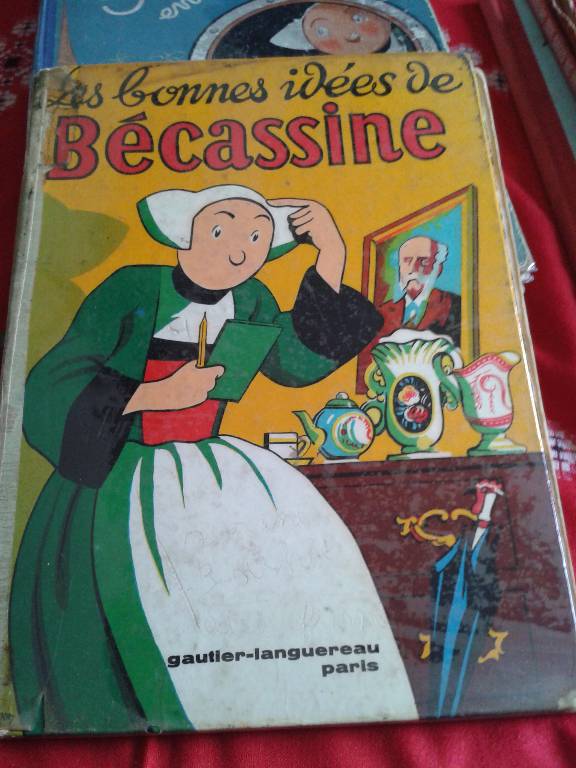 Les bonnes idées de
Bécassine
gautier-languereau
paris